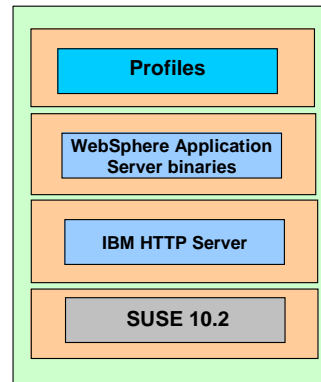 Profiles
WebSphere Application
Server binaries
IBM HTTP Server
SUSE 10.2